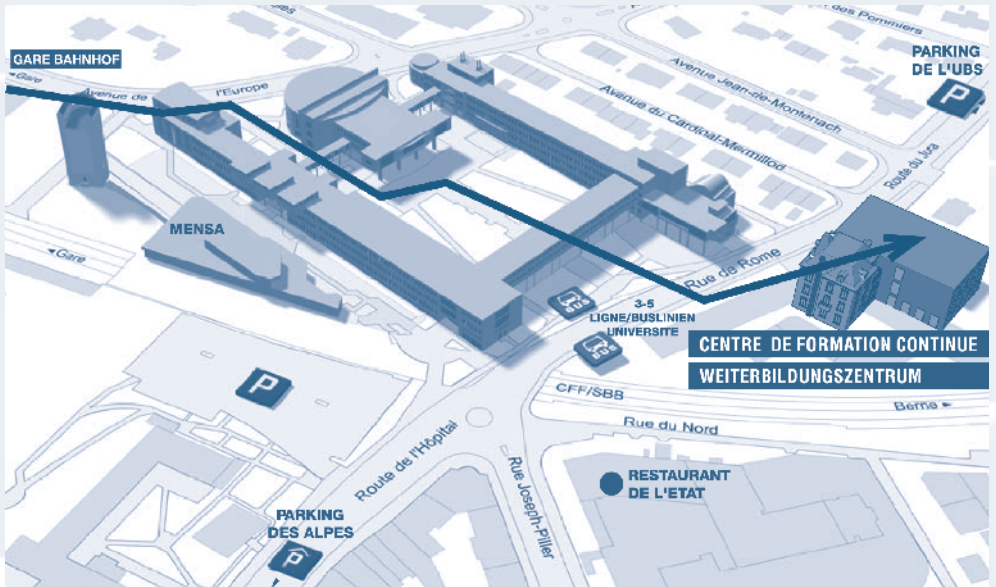 des Pommiers
GARE BAHNHOF
Gare
Avenue de l'Europe
Avenue Jean-de-Montenach
Avenue du Cardinal-Mermillod
PARKING
DE L'UBS
P
Route du Jura
MENSA
Gare
Rue de Rome
BUS
3-5
LIGNE/BUSLINIEN
UNIVERSITE
BUS
CENTRE DE FORMATION CONTINUE
WEITERBILDUNGSZENTRUM
P
CFF/SBB
Berne
Rue du Nord
Route de l'Hôpital
Rue Joseph-Piller
RESTAURANT
DE L'ETAT
PARKING
DES ALPES
P